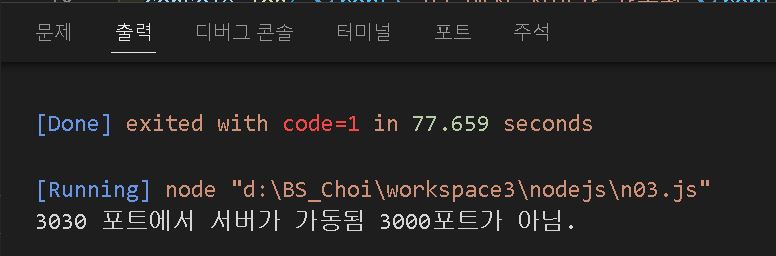 문제 출력 디버그 콘솔 터미널 포트 주석
[Done] exited with code=1 in 77.659 seconds
[Running] node "d:\BS_Choi\workspace3\nodejs\n03.js"
3030 포트에서 서버가 가동됨 3000포트가 아님.